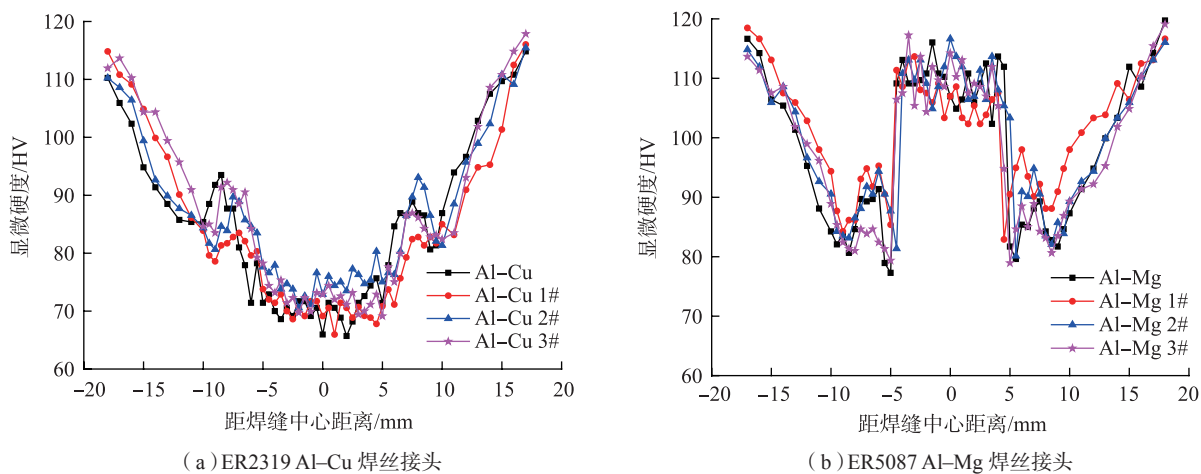 120
110
100
90
80
70
60
显微硬度/HV
Al–Cu
Al–Cu 1#
Al–Cu 2#
Al–Cu 3#
−20 −15 −10 −5 0 5 10 15 20
距焊缝中心距离/mm
（a）ER2319 Al–Cu 焊丝接头
120
110
100
90
80
70
60
显微硬度/HV
Al–Mg
Al–Mg 1#
Al–Mg 2#
Al–Mg 3#
−20 −15 −10 −5 0 5 10 15 20
距焊缝中心距离/mm
（b）ER5087 Al–Mg 焊丝接头